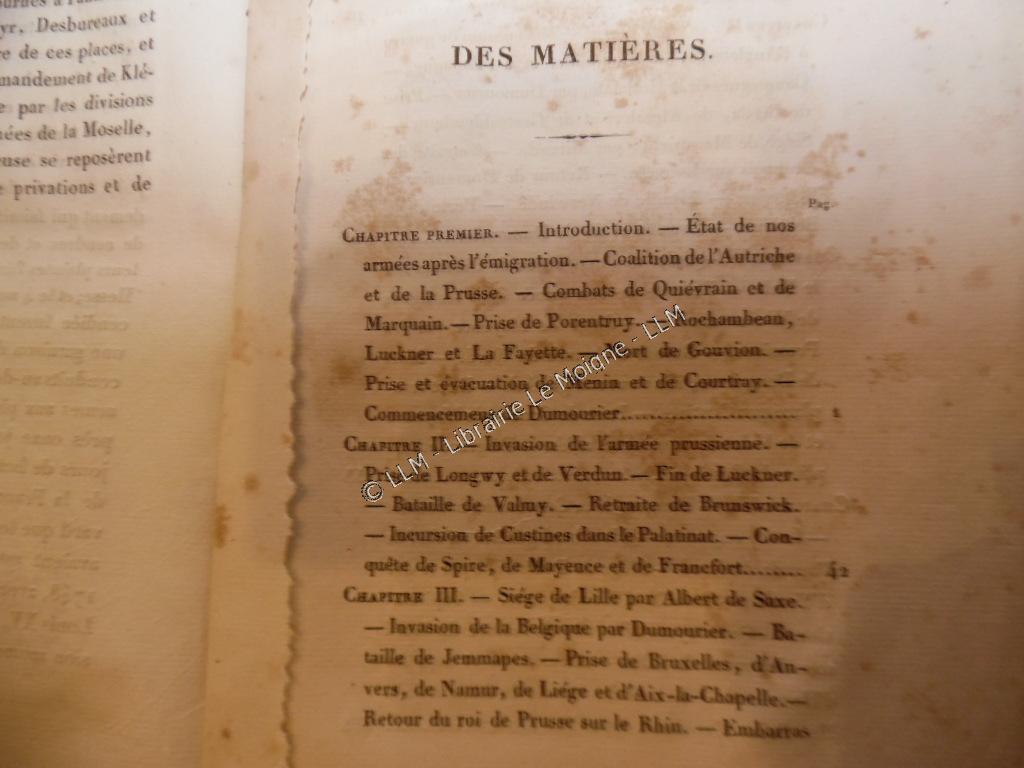 yr, Desbureaux et
re de ces places, et
mandement de Klé-
e par les divisions
nées de la Moselle,
euse se reposèrent
e privations et de
DES MATIÈRES.
Pag.
CHAPITRE PREMIER. — Introduction. — État de nos
armées après l'émigration. — Coalition de l'Autriche
et de la Prusse. — Combats de Quiévrain et de
Marquain. — Prise de Porentruy. — Rochambeau,
Luckner et La Fayette. — Mort de Gouvion. —
Prise et évacuation de Menin et de Courtray. —
Commencemens de Dumourier........................ 1
CHAPITRE II. — Invasion de l'armée prussienne. —
Prise de Longwy et de Verdun. — Fin de Luckner.
— Bataille de Valmy. — Retraite de Brunswick.
— Incursion de Custines dans le Palatinat. — Con-
quête de Spire, de Mayence et de Francfort........ 42
CHAPITRE III. — Siége de Lille par Albert de Saxe.
— Invasion de la Belgique par Dumourier. — Ba-
taille de Jemmapes. — Prise de Bruxelles, d'An-
vers, de Namur, de Liége et d'Aix-la-Chapelle. —
Retour du roi de Prusse sur le Rhin. — Embarras
© LLM - Librairie Le Moigne - LLM